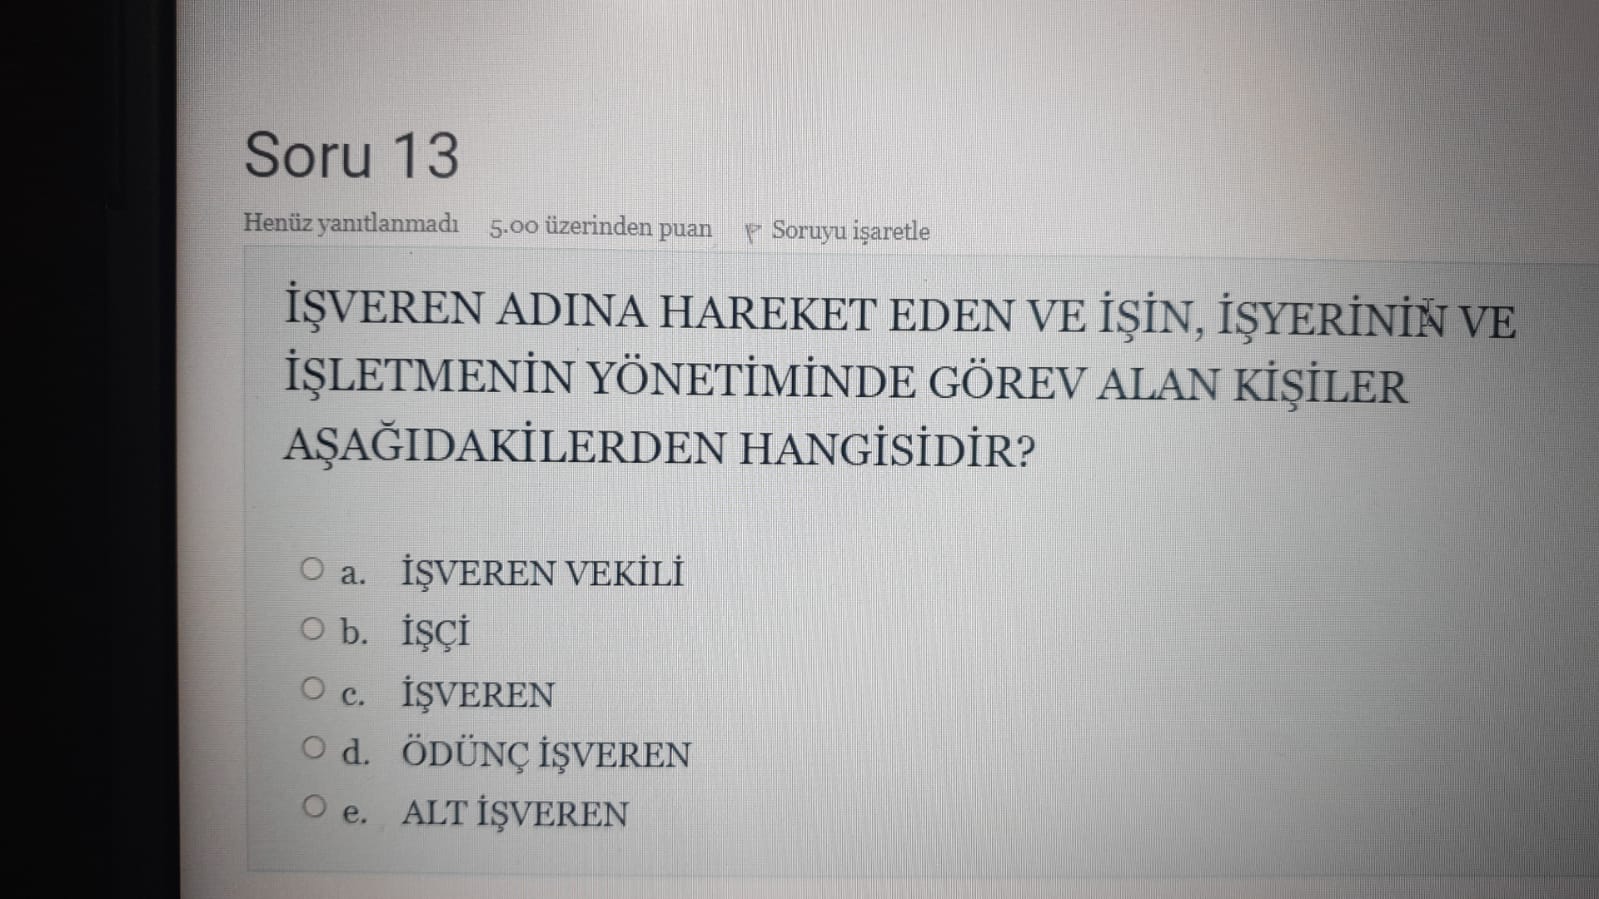 Soru 13
Henüz yanıtlanmadı 5.00 üzerinden puan Soruyu işaretle
İŞVEREN ADINA HAREKET EDEN VE İŞİN, İŞYERİNİN VE
İŞLETMENİN YÖNETİMİNDE GÖREV ALAN KİŞİLER
AŞAĞIDAKİLERDEN HANGİSİDİR?
a. İŞVEREN VEKİLİ
b. İŞÇİ
c. İŞVEREN
d. ÖDÜNÇ İŞVEREN
e. ALT İŞVEREN